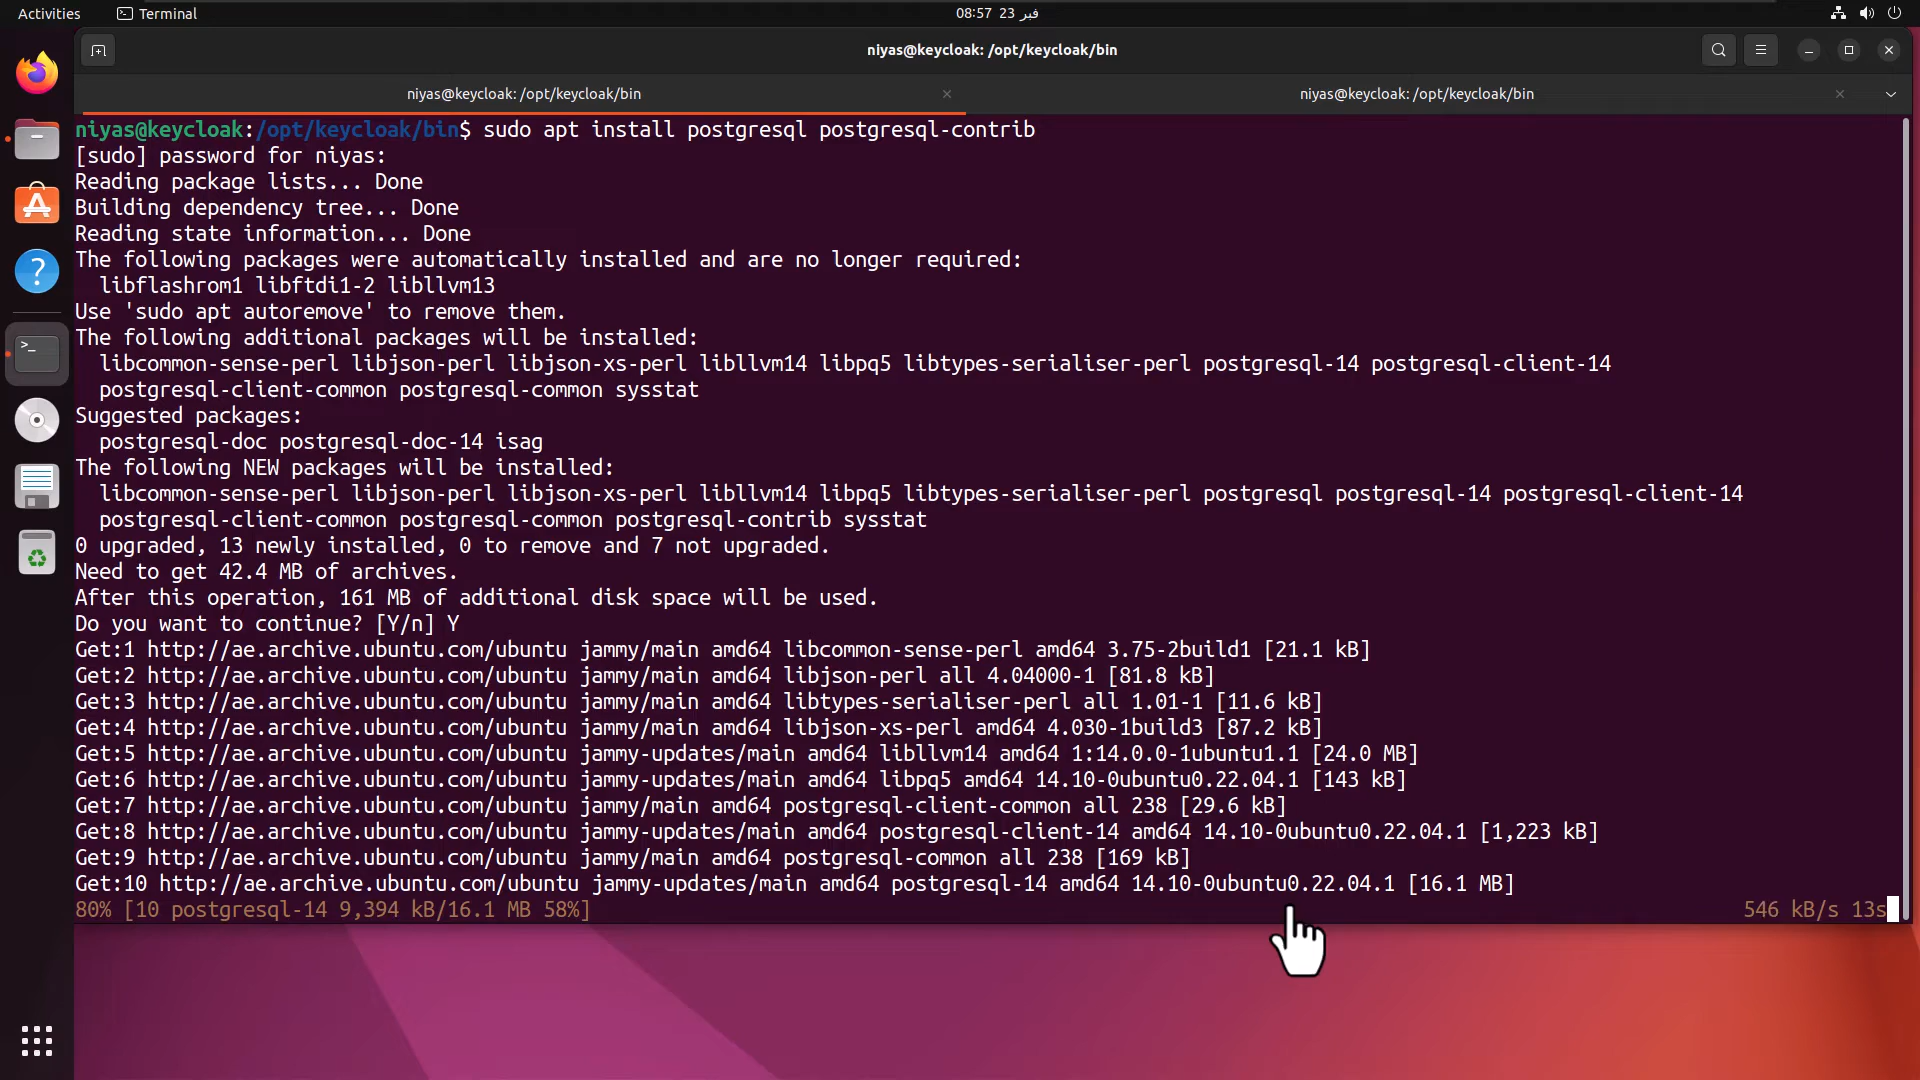 Activities
Terminal
08:57 23 فبر
niyas@keycloak: /opt/keycloak/bin
niyas@keycloak: /opt/keycloak/bin
niyas@keycloak: /opt/keycloak/bin
niyas@keycloak:/opt/keycloak/bin$ sudo apt install postgresql postgresql-contrib
[sudo] password for niyas:
Reading package lists... Done
Building dependency tree... Done
Reading state information... Done
The following packages were automatically installed and are no longer required:
  libflashrom1 libftdi1-2 libllvm13
Use 'sudo apt autoremove' to remove them.
The following additional packages will be installed:
  libcommon-sense-perl libjson-perl libjson-xs-perl libllvm14 libpq5 libtypes-serialiser-perl postgresql-14 postgresql-client-14
  postgresql-client-common postgresql-common sysstat
Suggested packages:
  postgresql-doc postgresql-doc-14 isag
The following NEW packages will be installed:
  libcommon-sense-perl libjson-perl libjson-xs-perl libllvm14 libpq5 libtypes-serialiser-perl postgresql postgresql-14 postgresql-client-14
  postgresql-client-common postgresql-common postgresql-contrib sysstat
0 upgraded, 13 newly installed, 0 to remove and 7 not upgraded.
Need to get 42.4 MB of archives.
After this operation, 161 MB of additional disk space will be used.
Do you want to continue? [Y/n] Y
Get:1 http://ae.archive.ubuntu.com/ubuntu jammy/main amd64 libcommon-sense-perl amd64 3.75-2build1 [21.1 kB]
Get:2 http://ae.archive.ubuntu.com/ubuntu jammy/main amd64 libjson-perl all 4.04000-1 [81.8 kB]
Get:3 http://ae.archive.ubuntu.com/ubuntu jammy/main amd64 libtypes-serialiser-perl all 1.01-1 [11.6 kB]
Get:4 http://ae.archive.ubuntu.com/ubuntu jammy/main amd64 libjson-xs-perl amd64 4.030-1build3 [87.2 kB]
Get:5 http://ae.archive.ubuntu.com/ubuntu jammy-updates/main amd64 libllvm14 amd64 1:14.0.0-1ubuntu1.1 [24.0 MB]
Get:6 http://ae.archive.ubuntu.com/ubuntu jammy-updates/main amd64 libpq5 amd64 14.10-0ubuntu0.22.04.1 [143 kB]
Get:7 http://ae.archive.ubuntu.com/ubuntu jammy/main amd64 postgresql-client-common all 238 [29.6 kB]
Get:8 http://ae.archive.ubuntu.com/ubuntu jammy-updates/main amd64 postgresql-client-14 amd64 14.10-0ubuntu0.22.04.1 [1,223 kB]
Get:9 http://ae.archive.ubuntu.com/ubuntu jammy/main amd64 postgresql-common all 238 [169 kB]
Get:10 http://ae.archive.ubuntu.com/ubuntu jammy-updates/main amd64 postgresql-14 amd64 14.10-0ubuntu0.22.04.1 [16.1 MB]
80% [10 postgresql-14 9,394 kB/16.1 MB 58%] 546 kB/s 13s